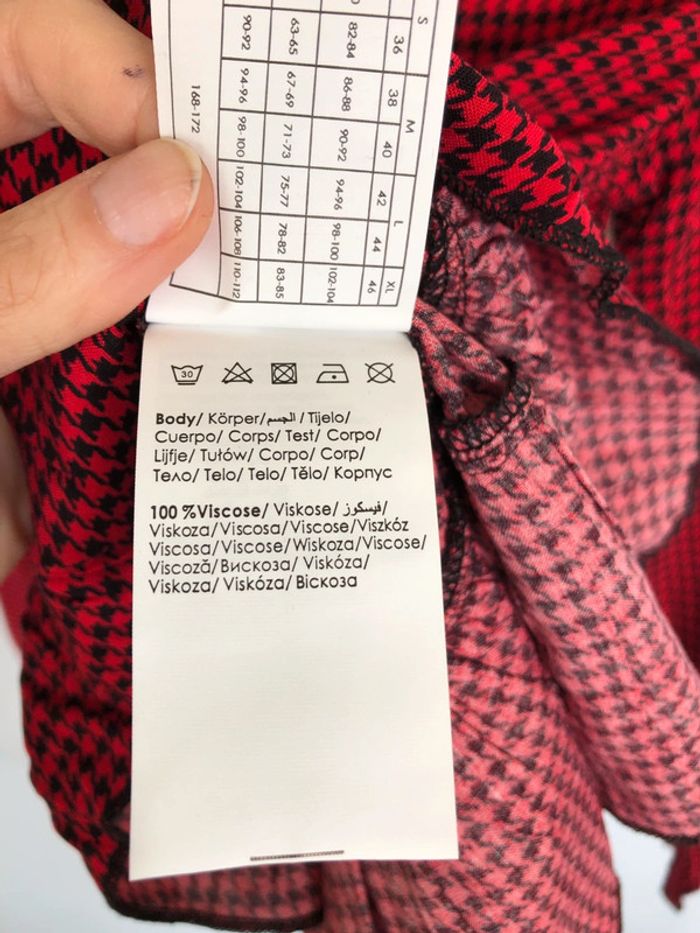 S M L XL
36 38 40 42 44 46
82-84 86-88 90-92 94-96 98-100 102-104
63-65 67-69 71-73 75-77 78-82 83-85
90-92 94-96 98-100 102-104 106-108 110-112
168-172
30
Body/ Körper/الجسم/ Tijelo/
Cuerpo/ Corps/ Test/ Corpo/
Lijfje/ Tułów/ Corpo/ Corp/
Тело/ Telo/ Telo/ Tělo/ Корпус
100 %Viscose/ Viskose/ فيسكوز/
Viskoza/Viscosa/Viscose/Viszkóz
Viscosa/Viscose/Wiskoza/Viscose/
Viscoză/Вискоза/ Viskóza/
Viskoza/ Viskóza/ Віскоза